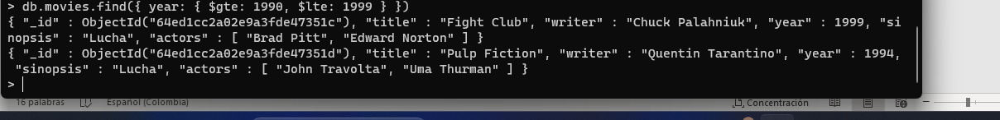 > db.movies.find({ year: { $gte: 1990, $lte: 1999 } })
{ "_id" : ObjectId("64ed1cc2a02e9a3fde47351c"), "title" : "Fight Club", "writer" : "Chuck Palahniuk", "year" : 1999, "si
nopsis" : "Lucha", "actors" : [ "Brad Pitt", "Edward Norton" ] }
{ "_id" : ObjectId("64ed1cc2a02e9a3fde47351d"), "title" : "Pulp Fiction", "writer" : "Quentin Tarantino", "year" : 1994,
 "sinopsis" : "Lucha", "actors" : [ "John Travolta", "Uma Thurman" ] }
>
16 palabras Español (Colombia) Concentración